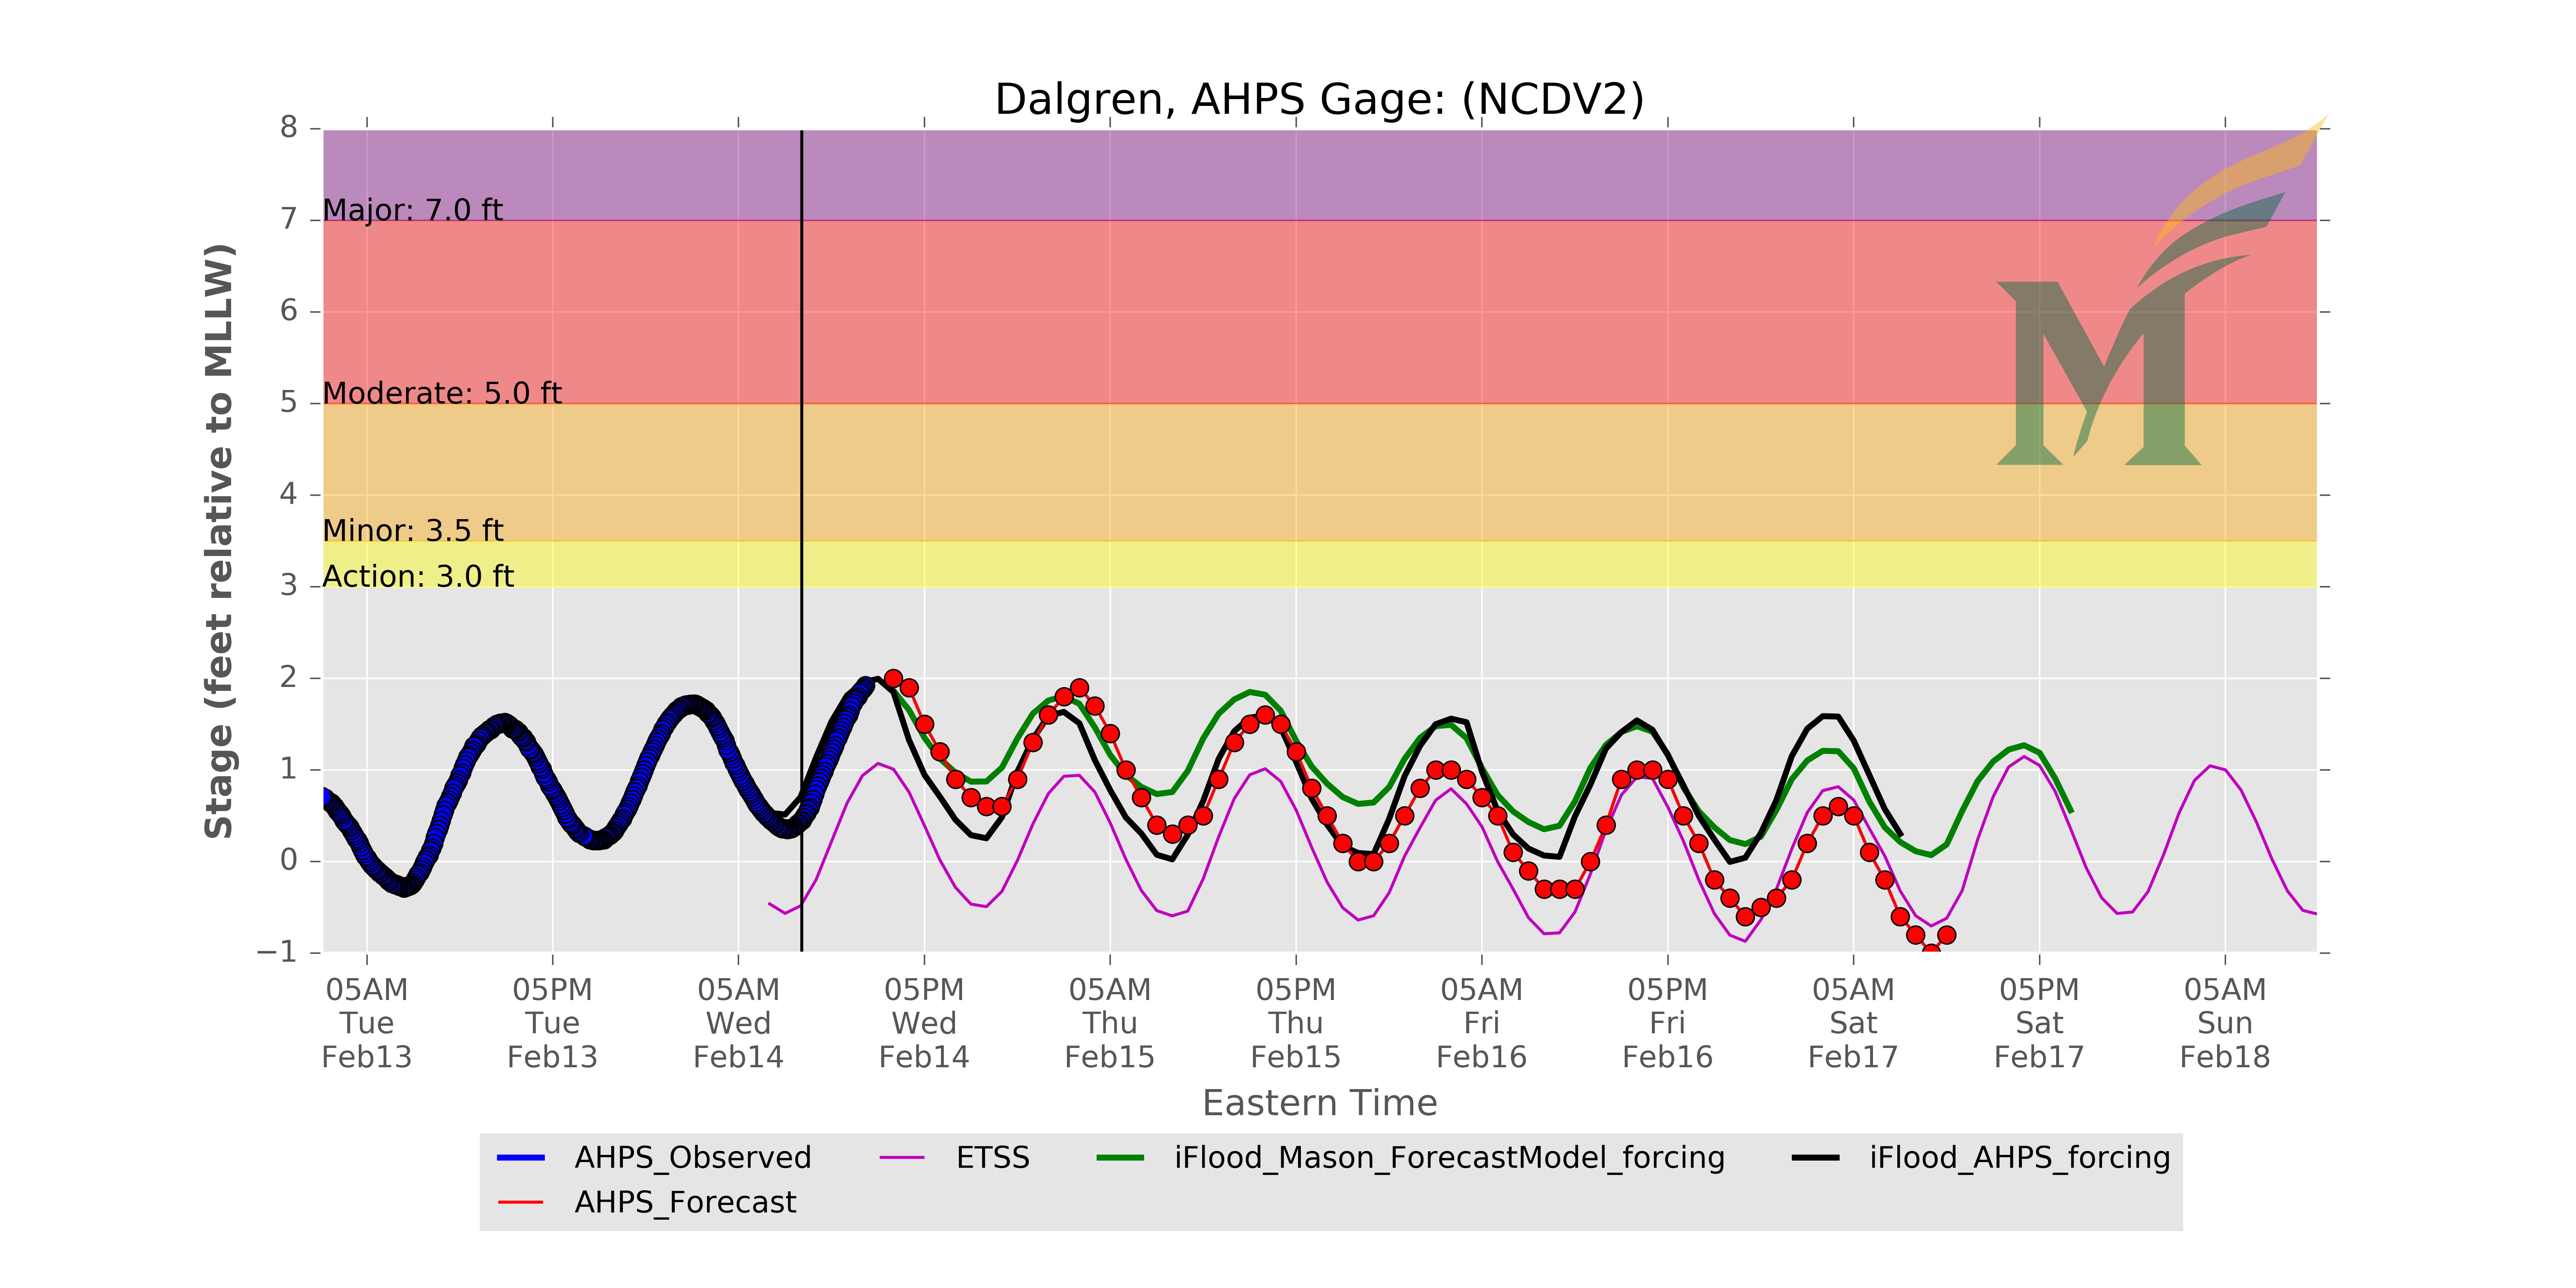 Dalgren, AHPS Gage: (NCDV2)
Stage (feet relative to MLLW)
8
7
6
5
4
3
2
1
0
−1
Major: 7.0 ft
Moderate: 5.0 ft
Minor: 3.5 ft
Action: 3.0 ft
M
05AM 05PM 05AM 05PM 05AM 05PM 05AM 05PM 05AM 05PM 05AM
Tue Tue Wed Wed Thu Thu Fri Fri Sat Sat Sun
Feb13 Feb13 Feb14 Feb14 Feb15 Feb15 Feb16 Feb16 Feb17 Feb17 Feb18
Eastern Time
AHPS_Observed ETSS iFlood_Mason_ForecastModel_forcing iFlood_AHPS_forcing
AHPS_Forecast